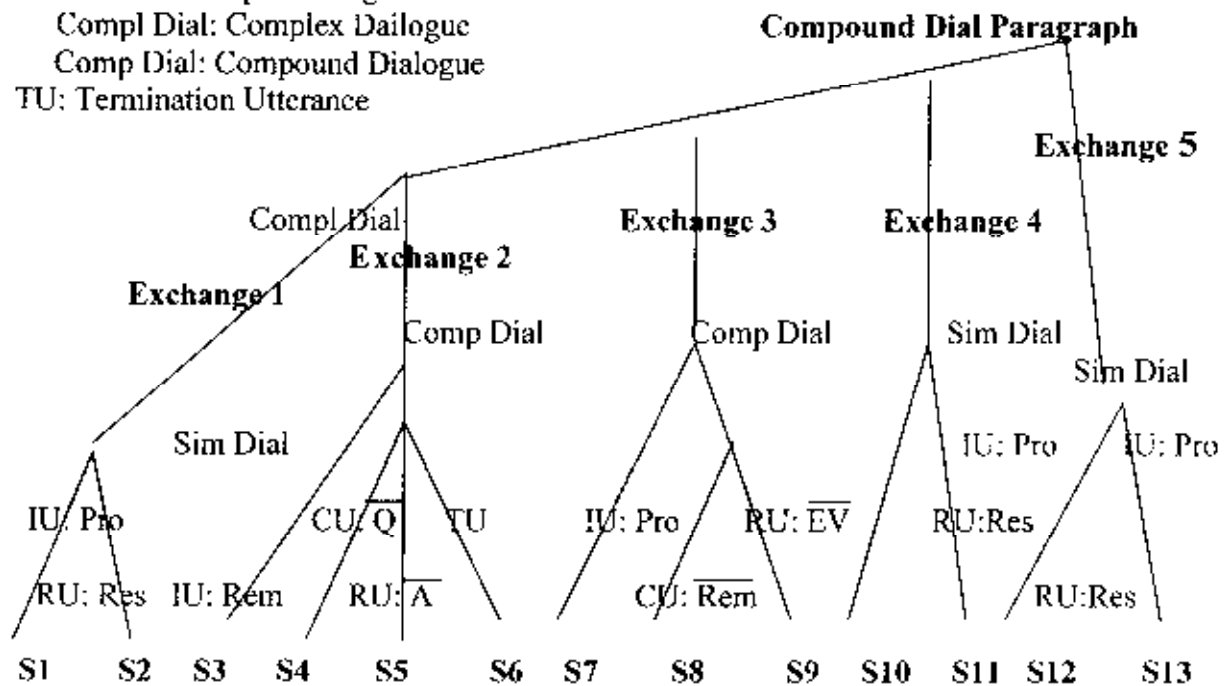 Compl Dial: Complex Dailogue
Compound Dial Paragraph
Comp Dial: Compound Dialogue
TU: Termination Utterance
Exchange 5
Compl Dial
Exchange 3
Exchange 4
Exchange 2
Exchange 1
Comp Dial
Comp Dial
Sim Dial
Sim Dial
Sim Dial
IU: Pro
IU: Pro
IU: Pro
CU: Q
TU
IU: Pro
RU: EV
RU:Res
RU: Res
IU: Rem
RU: A
CU: Rem
RU:Res
S1 S2 S3 S4 S5 S6 S7 S8 S9 S10 S11 S12 S13